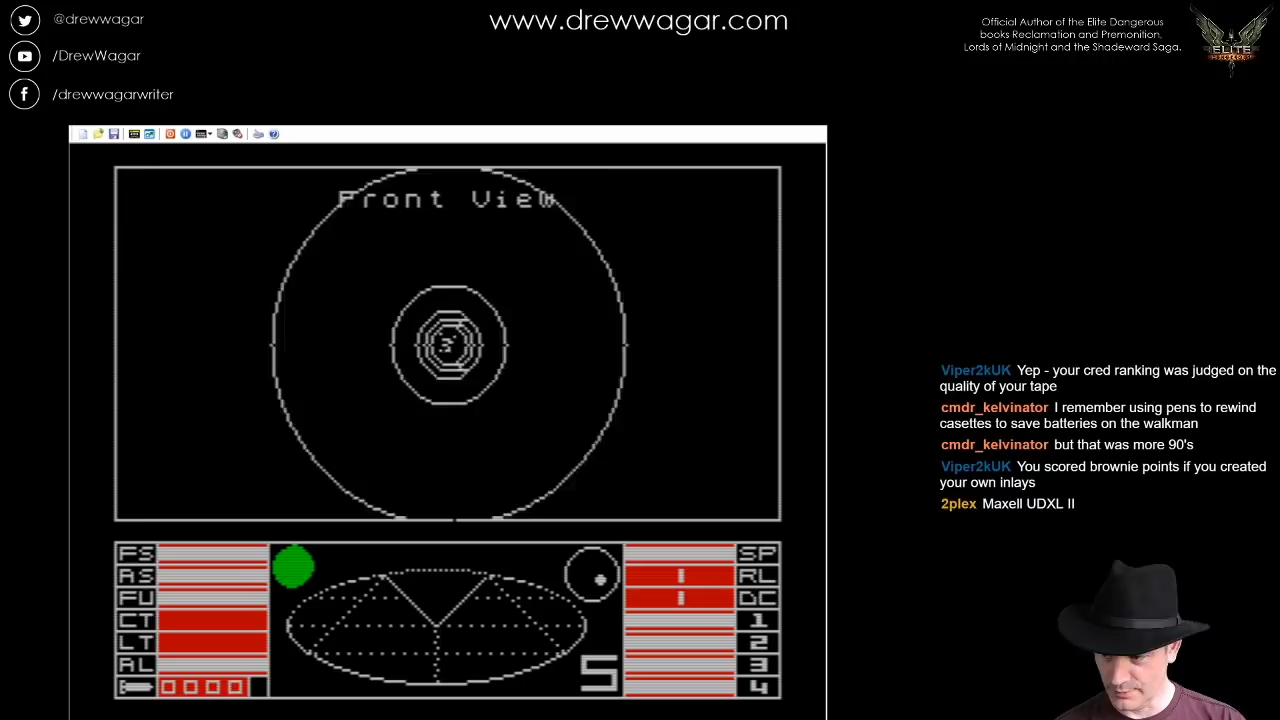 @drewwagar
/DrewWagar
/drewwagarwriter
www.drewwagar.com
Official Author of the Elite Dangerous
books Reclamation and Premonition,
Lords of Midnight and the Shadeward Saga.
ELITE
DANGEROUS
Front View
Viper2kUK Yep - your cred ranking was judged on the
quality of your tape
cmdr_kelvinator I remember using pens to rewind
casettes to save batteries on the walkman
cmdr_kelvinator but that was more 90's
Viper2kUK You scored brownie points if you created
your own inlays
2plex Maxell UDXL II
FS
AS
FU
CT
LT
AL
S
SP
RL
DC
1
2
3
4